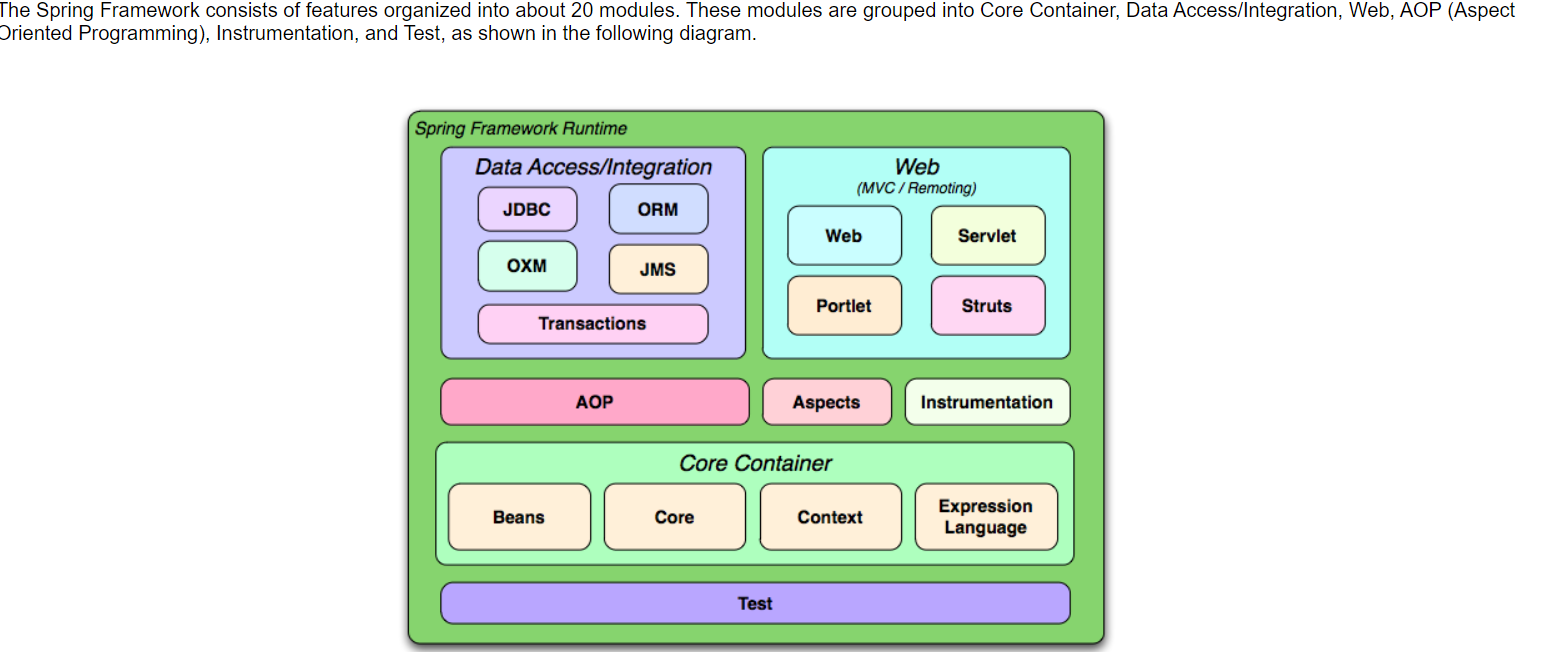 The Spring Framework consists of features organized into about 20 modules. These modules are grouped into Core Container, Data Access/Integration, Web, AOP (Aspect
Oriented Programming), Instrumentation, and Test, as shown in the following diagram.
Spring Framework Runtime
Data Access/Integration
JDBC
ORM
OXM
JMS
Transactions
Web
(MVC / Remoting)
Web
Servlet
Portlet
Struts
AOP
Aspects
Instrumentation
Core Container
Beans
Core
Context
Expression
Language
Test